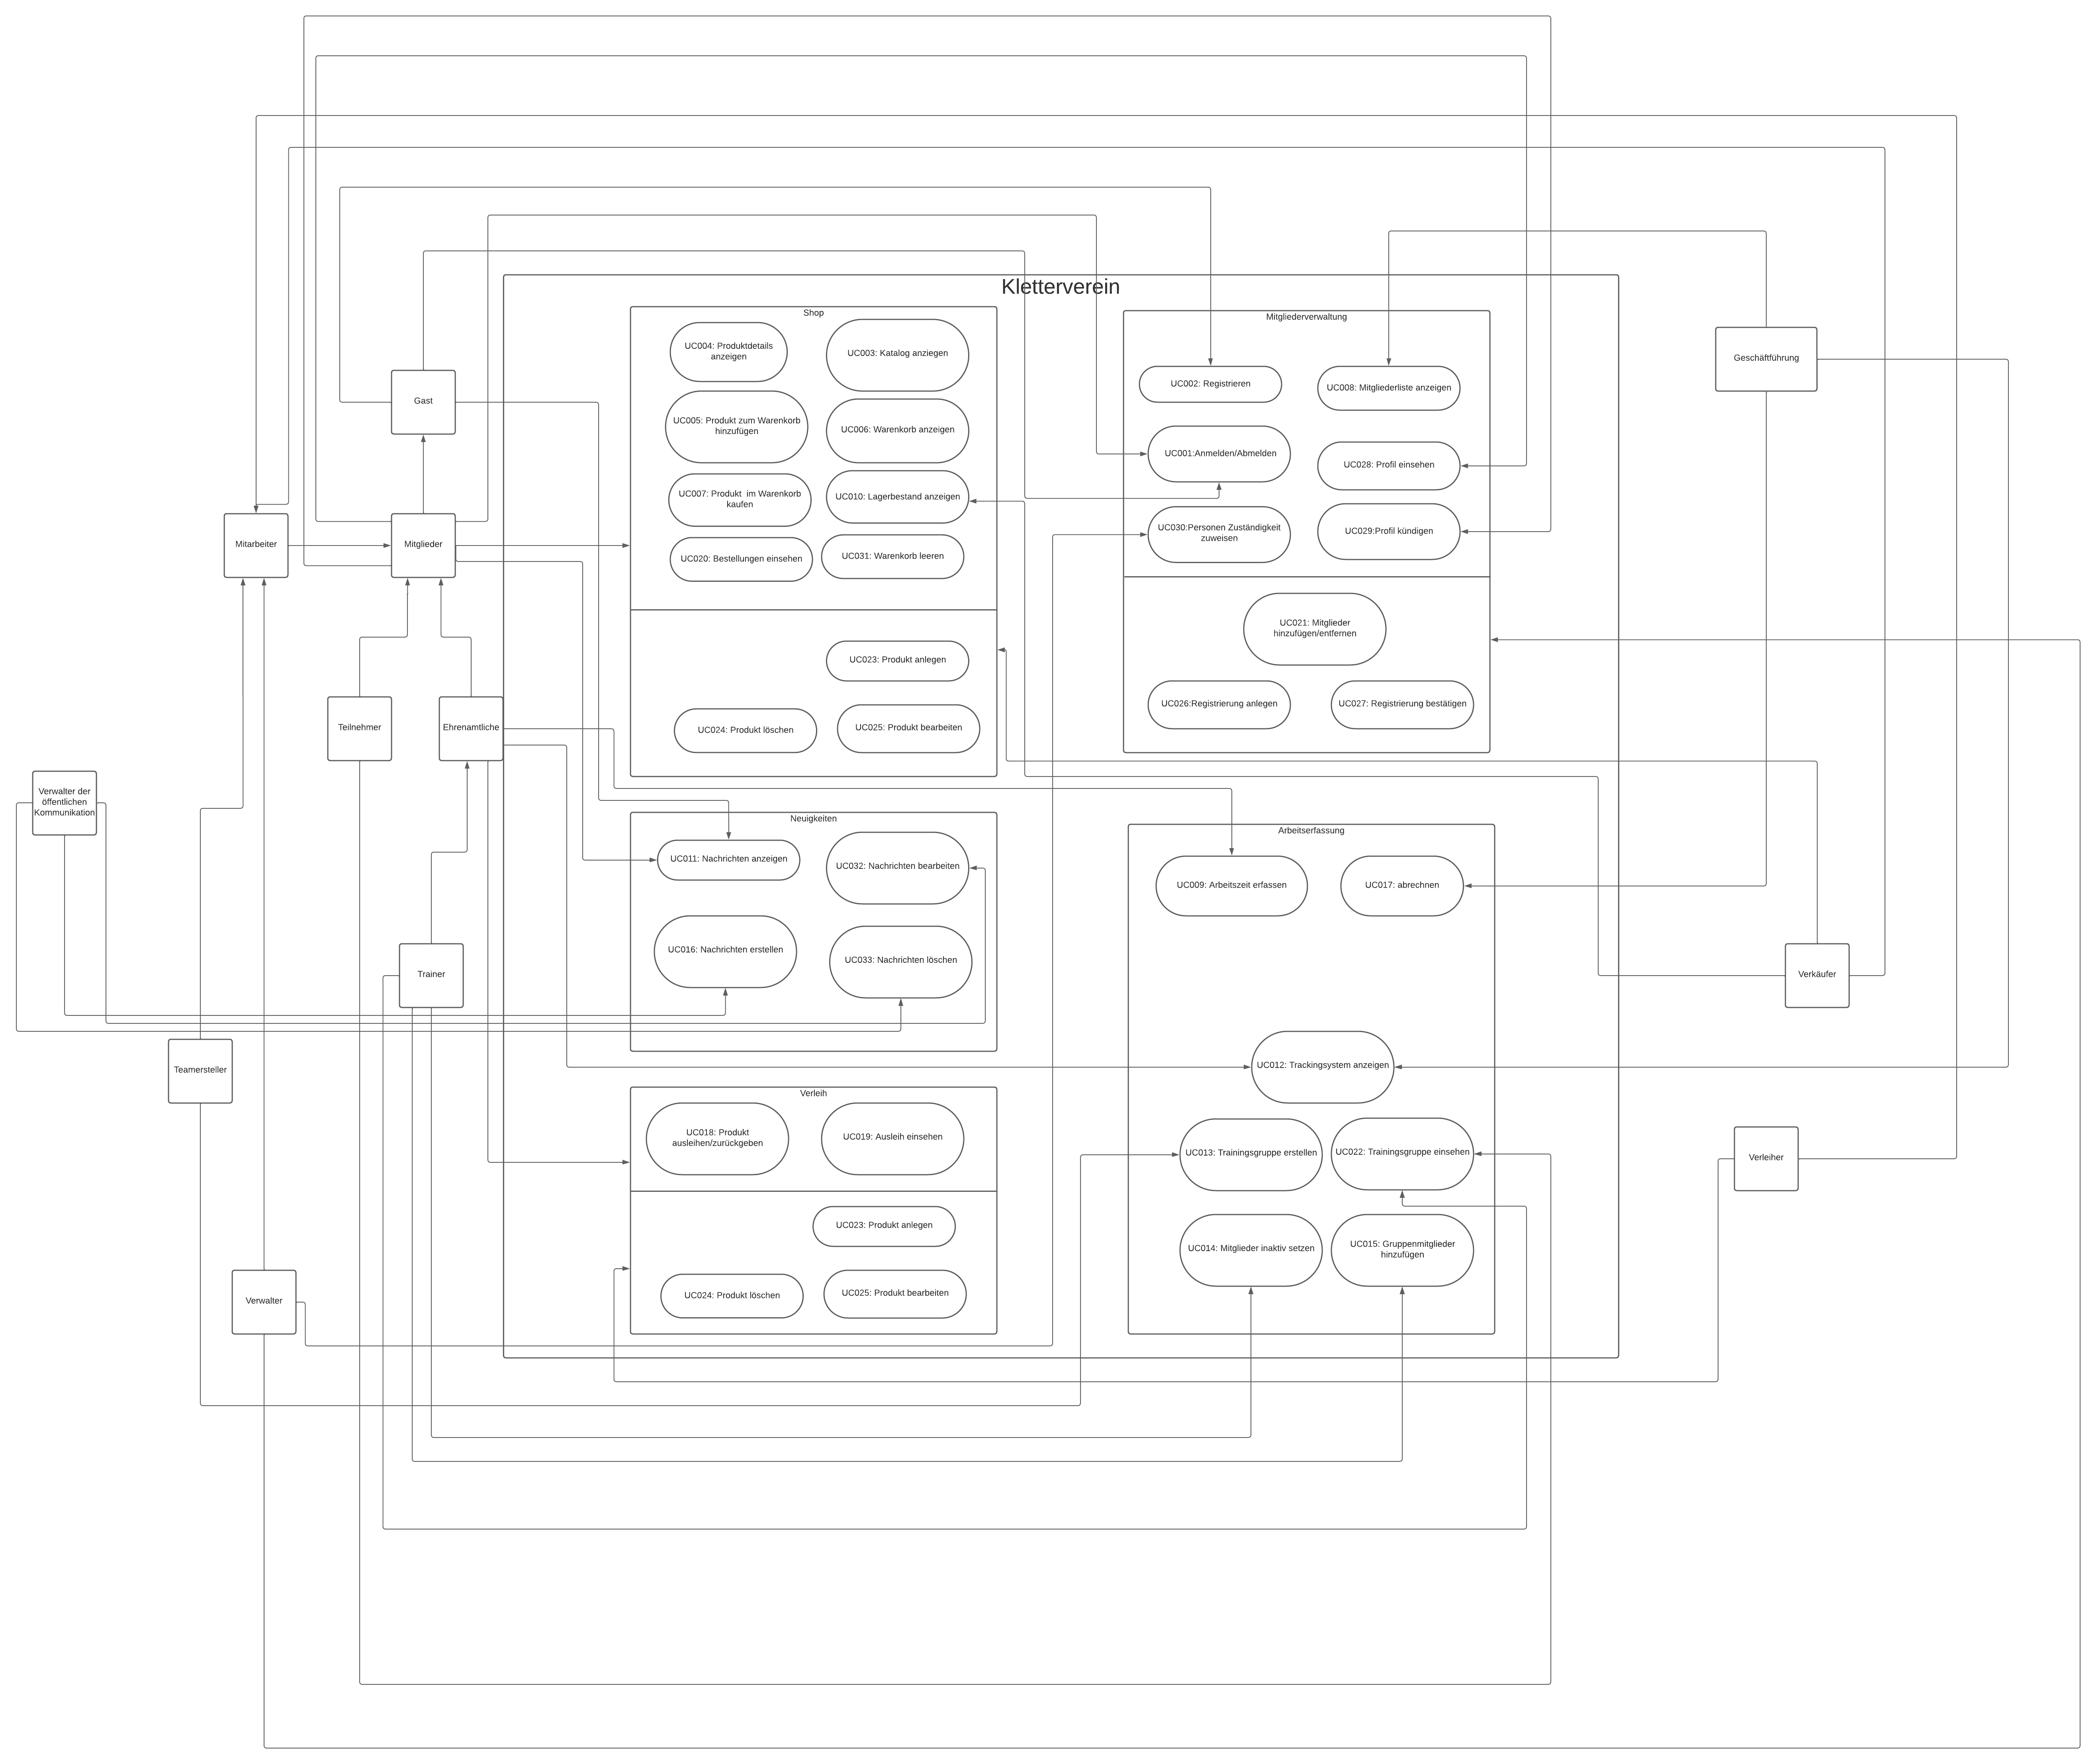 Kletterverein
Shop
UC004: Produktdetails
anzeigen
UC003: Katalog anziegen
UC005: Produkt zum Warenkorb
hinzufügen
UC006: Warenkorb anzeigen
UC007: Produkt  im Warenkorb
kaufen
UC010: Lagerbestand anzeigen
UC020: Bestellungen einsehen
UC031: Warenkorb leeren
UC023: Produkt anlegen
UC024: Produkt löschen
UC025: Produkt bearbeiten
Mitgliederverwaltung
UC002: Registrieren
UC008: Mitgliederliste anzeigen
UC001:Anmelden/Abmelden
UC028: Profil einsehen
UC030:Personen Zuständigkeit
zuweisen
UC029:Profil kündigen
UC021: Mitglieder
hinzufügen/entfernen
UC026:Registrierung anlegen
UC027: Registrierung bestätigen
Geschäftführung
Gast
Mitarbeiter
Mitglieder
Teilnehmer
Ehrenamtliche
Verwalter der
öffentlichen
Kommunikation
Neuigkeiten
UC011: Nachrichten anzeigen
UC032: Nachrichten bearbeiten
UC016: Nachrichten erstellen
UC033: Nachrichten löschen
Arbeitserfassung
UC009: Arbeitszeit erfassen
UC017: abrechnen
UC012: Trackingsystem anzeigen
UC013: Trainingsgruppe erstellen
UC022: Trainingsgruppe einsehen
UC014: Mitglieder inaktiv setzen
UC015: Gruppenmitglieder
hinzufügen
Trainer
Verkäufer
Teamersteller
Verleih
UC018: Produkt
ausleihen/zurückgeben
UC019: Ausleih einsehen
UC023: Produkt anlegen
UC024: Produkt löschen
UC025: Produkt bearbeiten
Verleiher
Verwalter